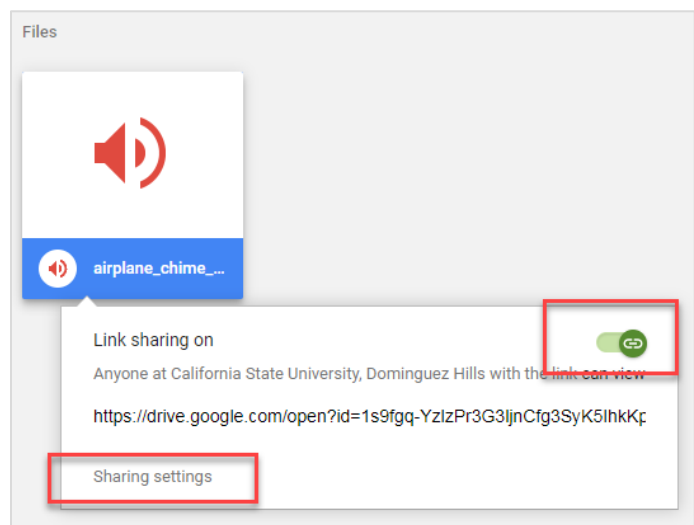 Files
airplane_chime_...
Link sharing on
Anyone at California State University, Dominguez Hills with the link can view
https://drive.google.com/open?id=1s9fgq-YzlzPr3G3ljnCfg3SyK5lhkKp
Sharing settings